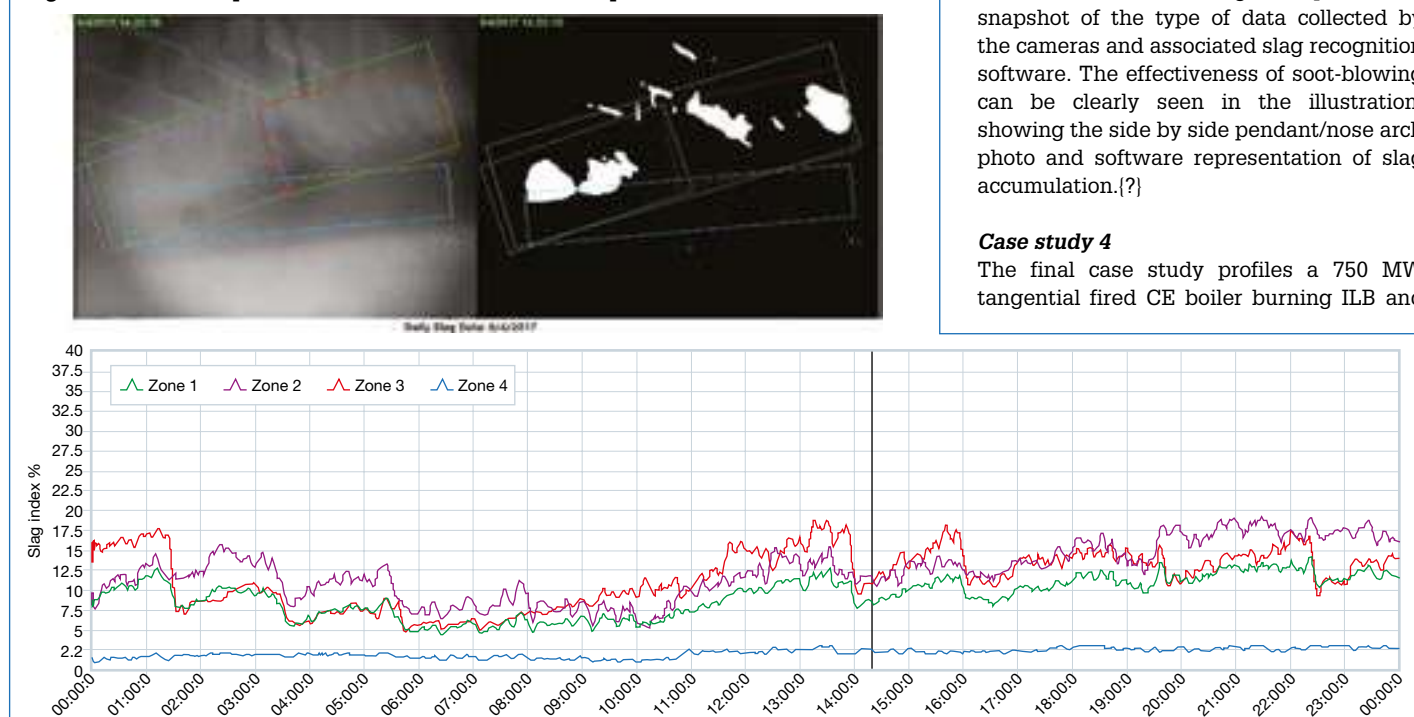 snapshot of the type of data collected by
the cameras and associated slag recognition
software. The effectiveness of soot-blowing
can be clearly seen in the illustration
showing the side by side pendant/nose arch
photo and software representation of slag
accumulation.{?}
Case study 4
The final case study profiles a 750 MW
tangential fired CE boiler burning ILB and
Daily Slag Data: 6/4/2017
Slag index %
40
37.5
35
32.5
30
27.5
25
22.5
20
17.5
15
12.5
10
7.5
5
2.2
0
Zone 1 Zone 2 Zone 3 Zone 4
00:00:0 01:00:0 02:00:0 03:00:0 04:00:0 05:00:0 06:00:0 07:00:0 08:00:0 09:00:0 10:00:0 11:00:0 12:00:0 13:00:0 14:00:0 15:00:0 16:00:0 17:00:0 18:00:0 19:00:0 20:00:0 21:00:0 22:00:0 23:00:0 00:00:0